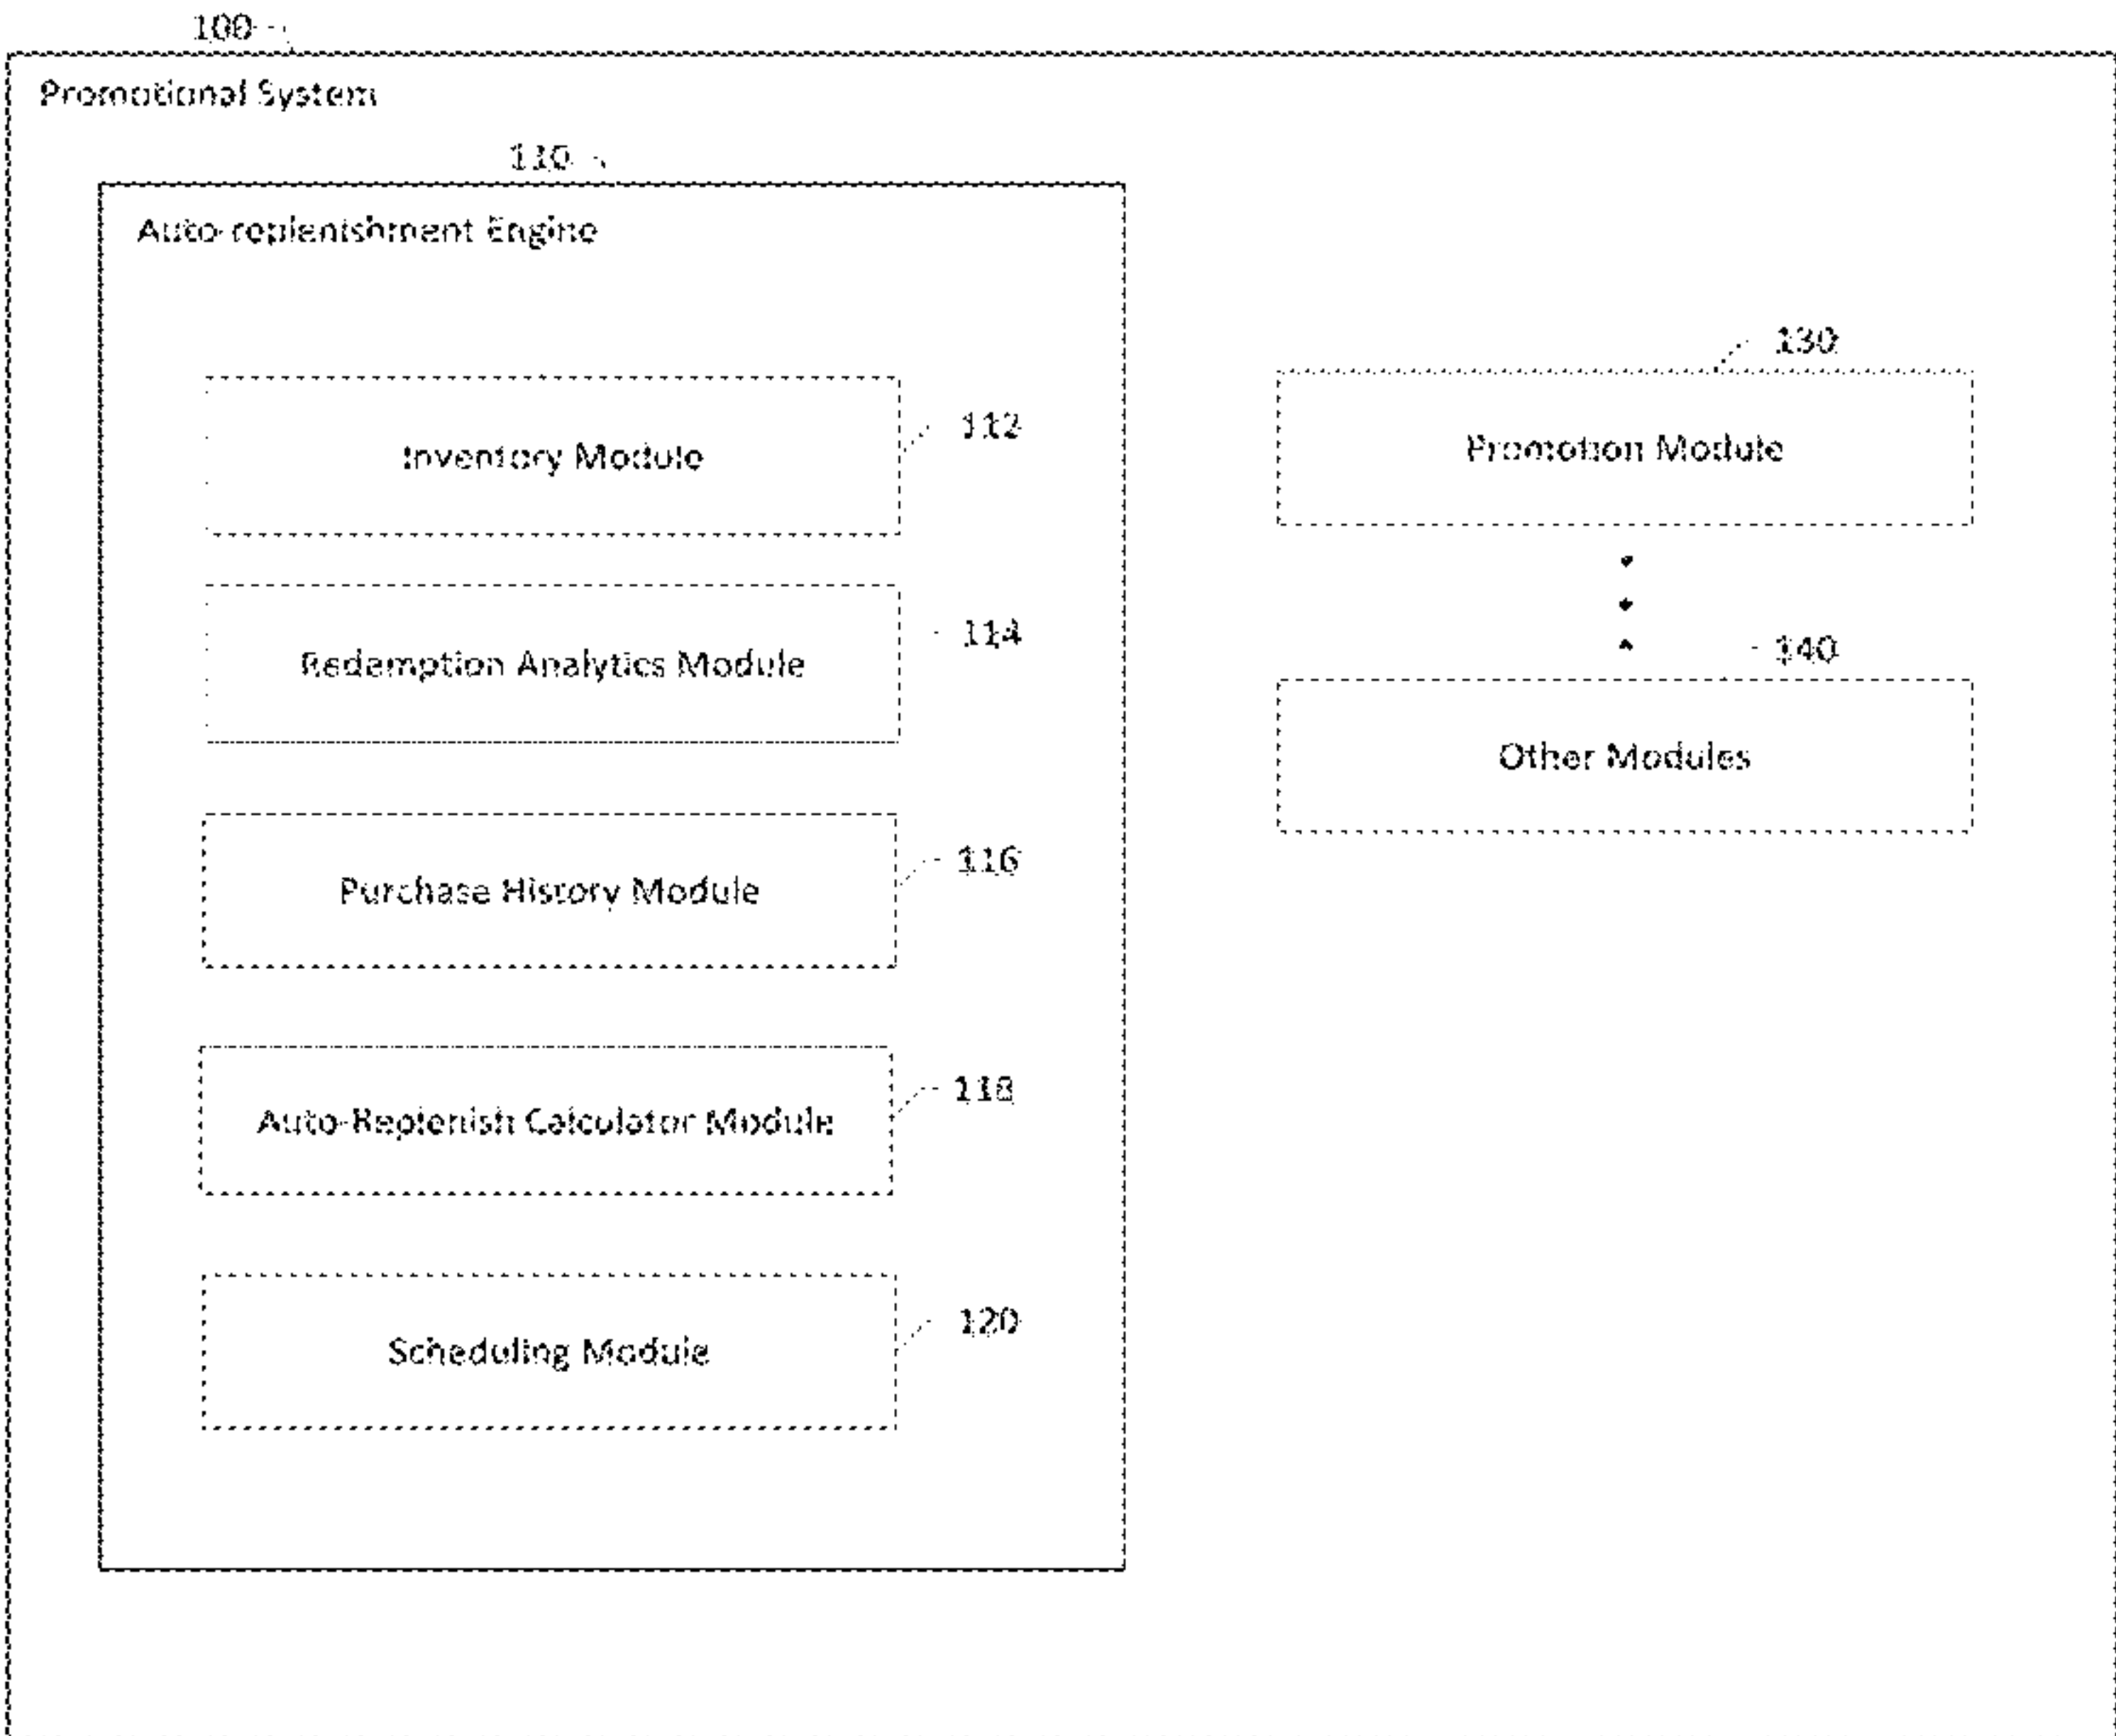 100
Promotional System
110
Auto-replenishment Engine
130
112
Inventory Module
Promotion Module
114
Redemption Analytics Module
140
Other Modules
116
Purchase History Module
118
Auto-Replenish Calculator Module
120
Scheduling Module